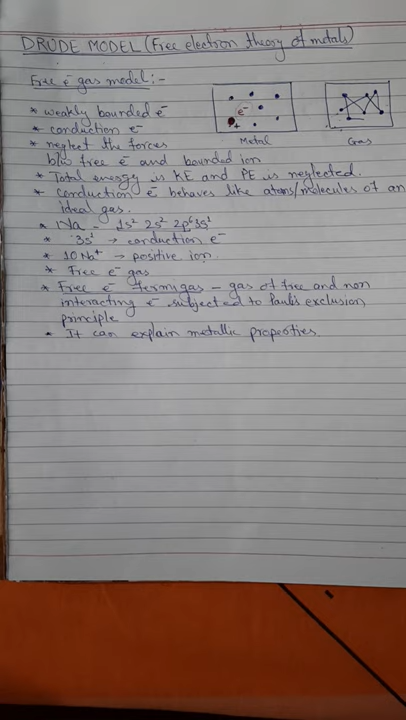 DRUDE MODEL (Free electron theory of metals)
Free e⁻ gas model:-
* weakly bounded e⁻
* conduction e⁻
* neglect the forces
b/w free e⁻ and bounded ion
e⁻
+
Metal
Gas
* Total energy is KE and PE is neglected.
* Conduction e⁻ behaves like atoms/molecules of an
ideal gas.
* Na - 1s² 2s² 2p⁶ 3s¹
* 3s¹ → conduction e⁻
* 10 Na⁺ → positive ion.
* Free e⁻ gas
* Free e⁻ fermigas - gas of free and non
interacting e⁻ subjected to Pauli's exclusion
principle
* It can explain metallic properties.